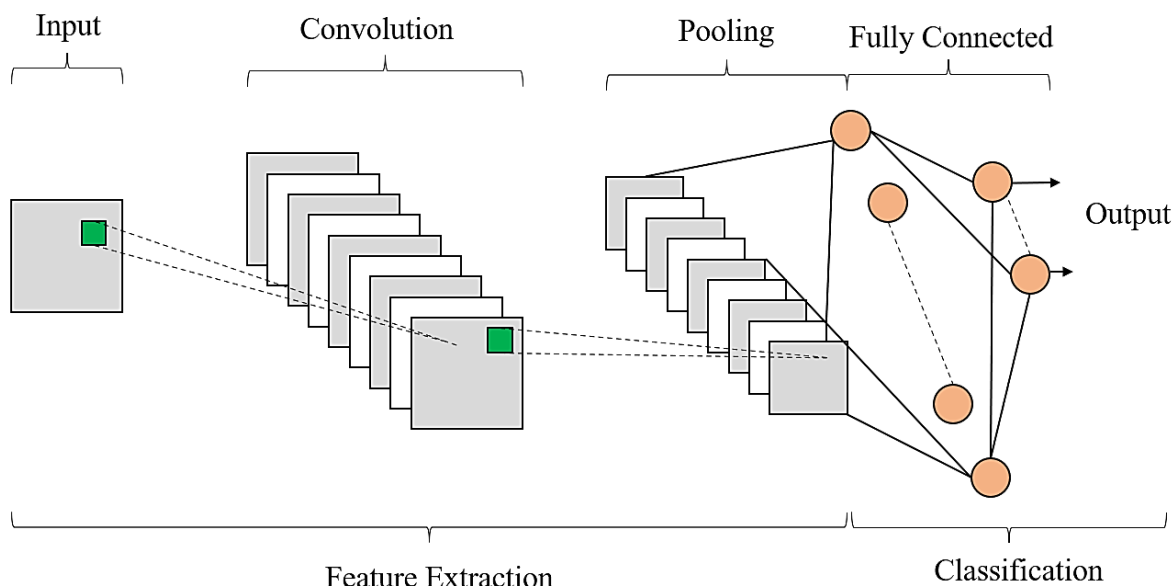 Input
Convolution
Pooling
Fully Connected
Output
Feature Extraction
Classification